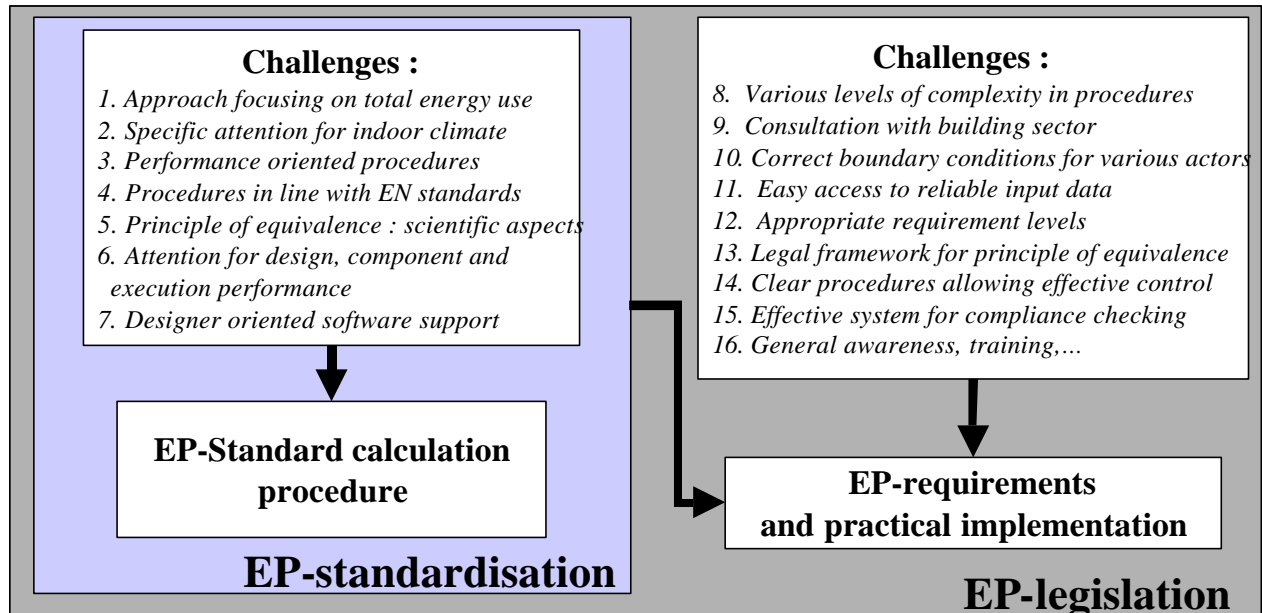 Challenges :
1. Approach focusing on total energy use
2. Specific attention for indoor climate
3. Performance oriented procedures
4. Procedures in line with EN standards
5. Principle of equivalence : scientific aspects
6. Attention for design, component and
execution performance
7. Designer oriented software support
EP-Standard calculation
procedure
EP-standardisation
Challenges :
8. Various levels of complexity in procedures
9. Consultation with building sector
10. Correct boundary conditions for various actors
11. Easy access to reliable input data
12. Appropriate requirement levels
13. Legal framework for principle of equivalence
14. Clear procedures allowing effective control
15. Effective system for compliance checking
16. General awareness, training,...
EP-requirements
and practical implementation
EP-legislation